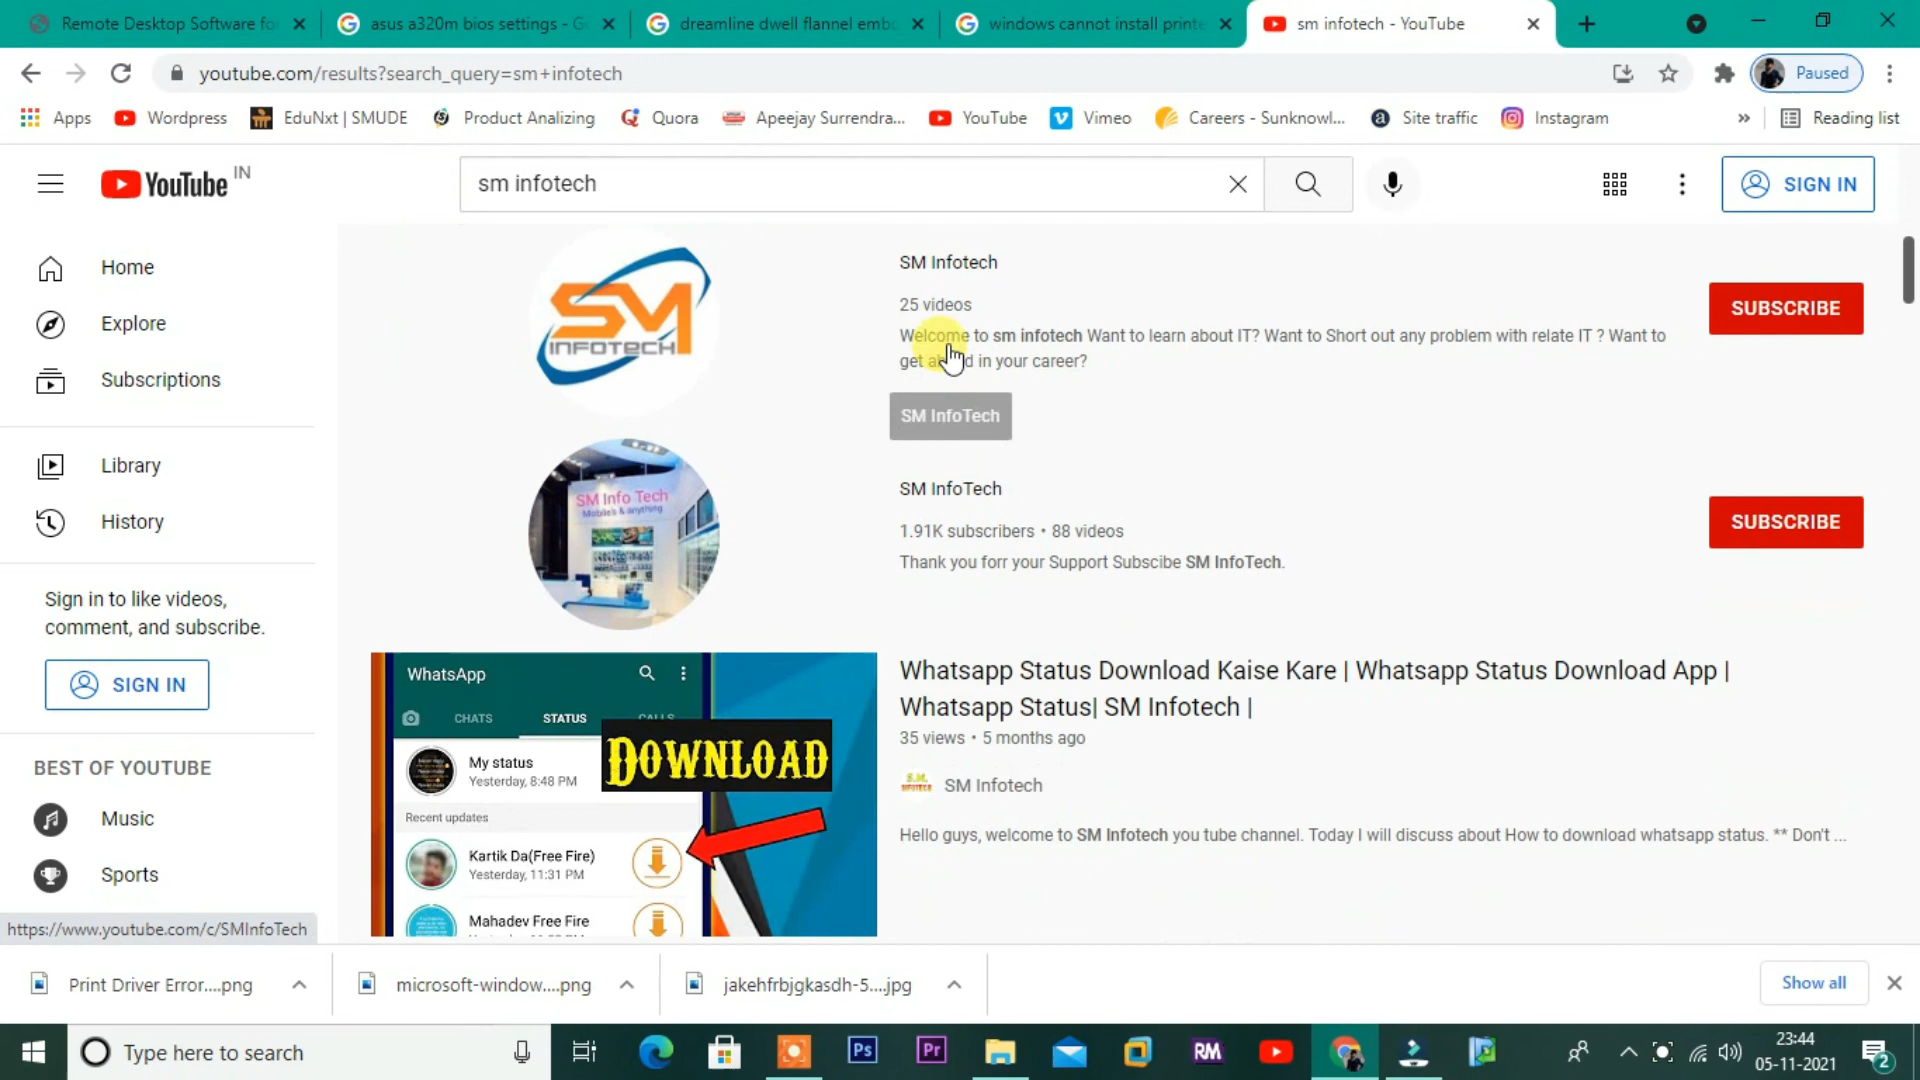 Remote Desktop Software fo
asus a320m bios settings - G
dreamline dwell flannel embo
windows cannot install printe
sm infotech - YouTube
youtube.com/results?search_query=sm+infotech
Paused
Apps
Wordpress
EduNxt | SMUDE
Product Analizing
Quora
Apeejay Surrendra...
YouTube
Vimeo
Careers - Sunknowl...
Site traffic
Instagram
»
Reading list
YouTube IN
sm infotech
SIGN IN
Home
Explore
Subscriptions
Library
History
Sign in to like videos,
comment, and subscribe.
SIGN IN
BEST OF YOUTUBE
Music
Sports
SM
INFOTECH
SM Infotech
25 videos
Welcome to sm infotech Want to learn about IT? Want to Short out any problem with relate IT ? Want to
get in your career?
SUBSCRIBE
SM InfoTech
SM Info Tech
Mobile's & anything
SM InfoTech
1.91K subscribers • 88 videos
Thank you forr your Support Subscibe SM InfoTech.
SUBSCRIBE
WhatsApp
CHATS STATUS CALLS
DOWNLOAD
My status
Yesterday, 8:48 PM
Recent updates
Kartik Da(Free Fire)
Yesterday, 11:31 PM
Mahadev Free Fire
Whatsapp Status Download Kaise Kare | Whatsapp Status Download App |
Whatsapp Status| SM Infotech |
35 views • 5 months ago
S.M.
INFOTECH
SM Infotech
Hello guys, welcome to SM Infotech you tube channel. Today I will discuss about How to download whatsapp status. ** Don't ...
https://www.youtube.com/c/SMInfoTech
Print Driver Error....png
microsoft-window....png
jakehfrbjgkasdh-5....jpg
Show all
Type here to search
Ps
Pr
RM
23:44
05-11-2021
2